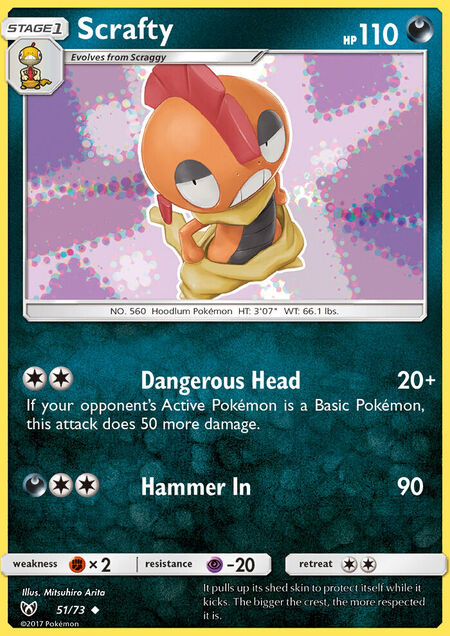 STAGE 1
Scrafty
HP 110
Evolves from Scraggy
NO. 560 Hoodlum Pokémon HT: 3'07" WT: 66.1 lbs.
Dangerous Head 20+
If your opponent's Active Pokémon is a Basic Pokémon,
this attack does 50 more damage.
Hammer In 90
weakness ×2 resistance -20 retreat
Illus. Mitsuhiro Arita
51/73
©2017 Pokémon
It pulls up its shed skin to protect itself while it
kicks. The bigger the crest, the more respected
it is.